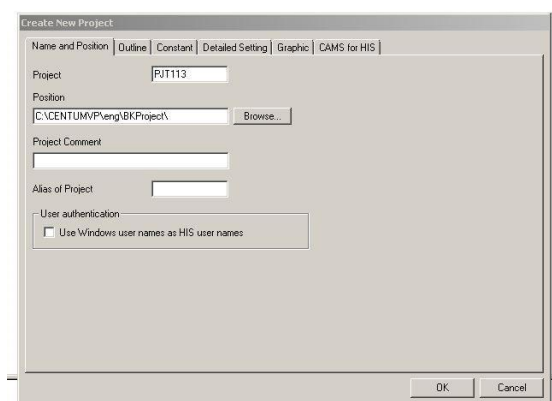 Create New Project
Name and Position Outline Constant Detailed Setting Graphic CAMS for HIS
Project PJT113
Position
C:\CENTUMVP\eng\BKProject\ Browse...
Project Comment
Alias of Project
User authentication
Use Windows user names as HIS user names
OK Cancel